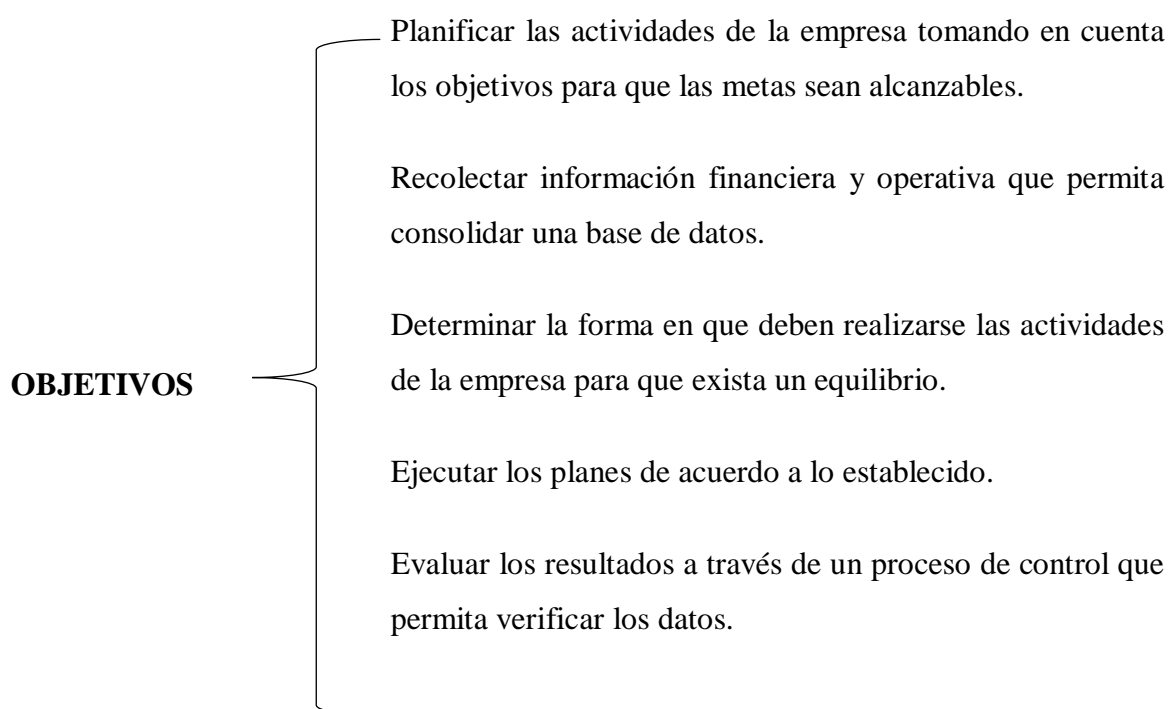 Planificar las actividades de la empresa tomando en cuenta
los objetivos para que las metas sean alcanzables.
Recolectar información financiera y operativa que permita
consolidar una base de datos.
Determinar la forma en que deben realizarse las actividades
OBJETIVOS
de la empresa para que exista un equilibrio.
Ejecutar los planes de acuerdo a lo establecido.
Evaluar los resultados a través de un proceso de control que
permita verificar los datos.